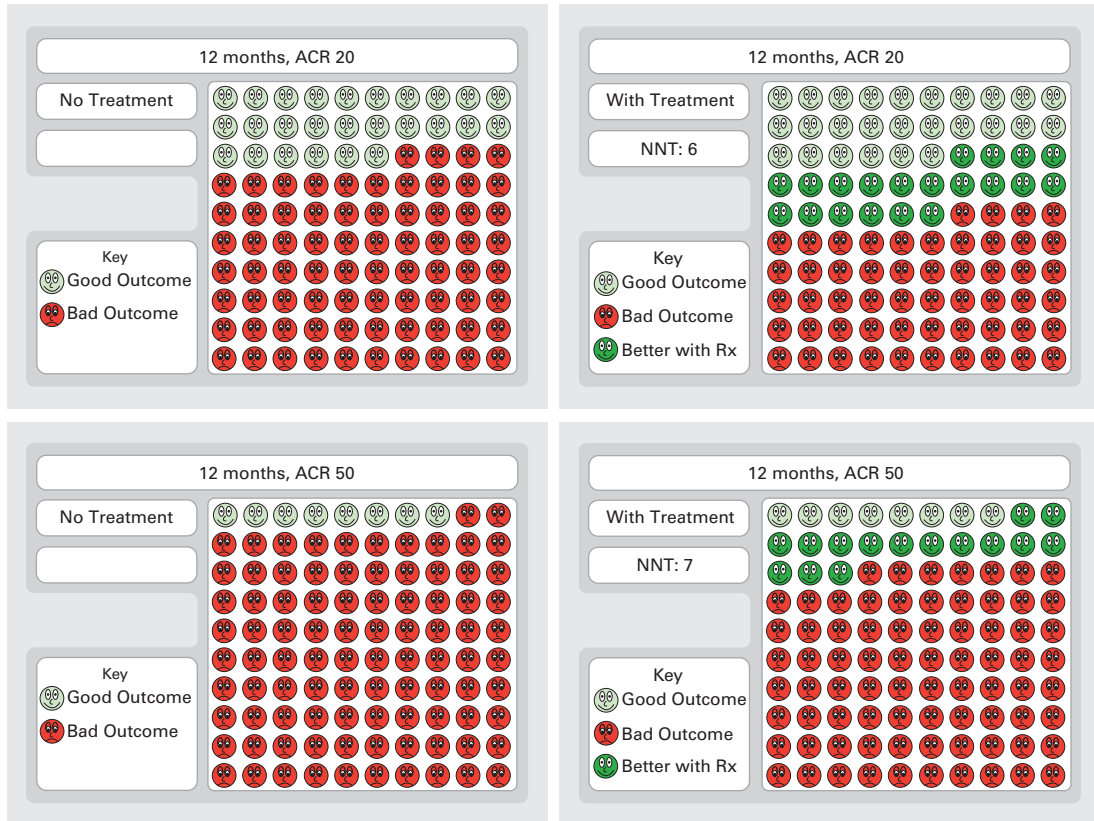 12 months, ACR 20
No Treatment
Key
Good Outcome
Bad Outcome
12 months, ACR 20
With Treatment
NNT: 6
Key
Good Outcome
Bad Outcome
Better with Rx
12 months, ACR 50
No Treatment
Key
Good Outcome
Bad Outcome
12 months, ACR 50
With Treatment
NNT: 7
Key
Good Outcome
Bad Outcome
Better with Rx